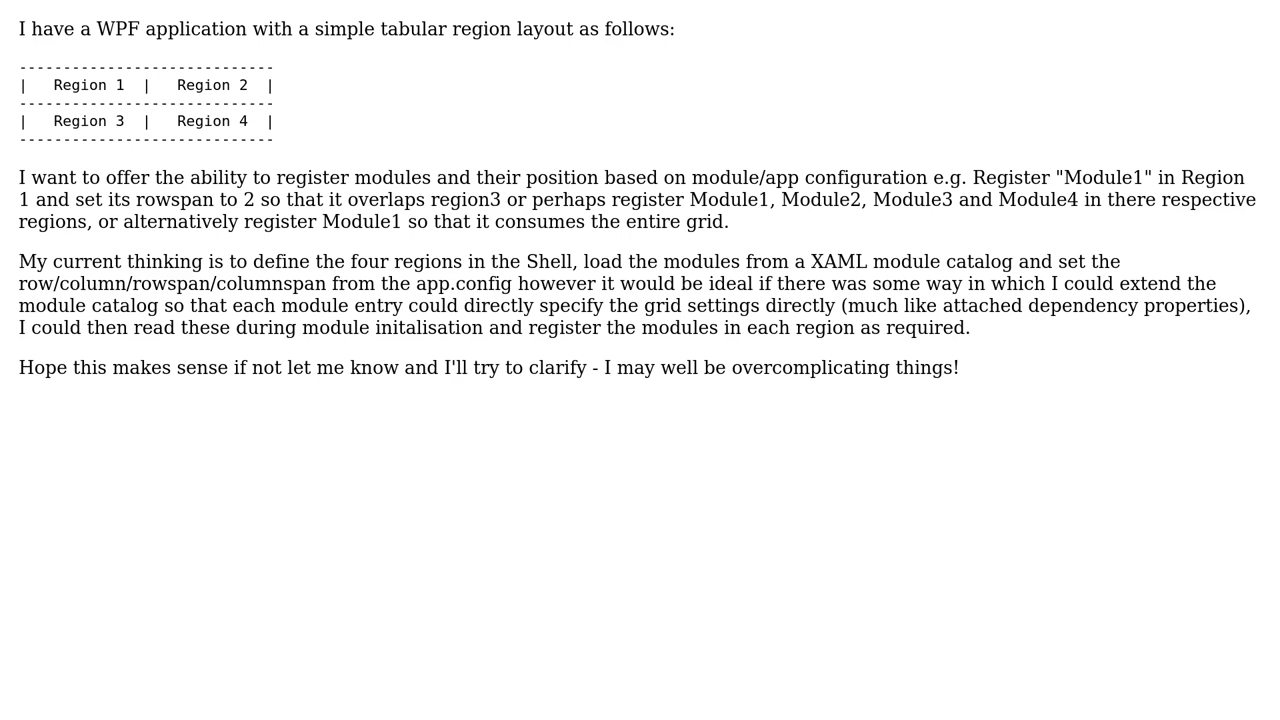 I have a WPF application with a simple tabular region layout as follows:
-----------------------------
|   Region 1  |   Region 2  |
-----------------------------
|   Region 3  |   Region 4  |
-----------------------------
I want to offer the ability to register modules and their position based on module/app configuration e.g. Register "Module1" in Region
1 and set its rowspan to 2 so that it overlaps region3 or perhaps register Module1, Module2, Module3 and Module4 in there respective
regions, or alternatively register Module1 so that it consumes the entire grid.
My current thinking is to define the four regions in the Shell, load the modules from a XAML module catalog and set the
row/column/rowspan/columnspan from the app.config however it would be ideal if there was some way in which I could extend the
module catalog so that each module entry could directly specify the grid settings directly (much like attached dependency properties),
I could then read these during module initalisation and register the modules in each region as required.
Hope this makes sense if not let me know and I'll try to clarify - I may well be overcomplicating things!